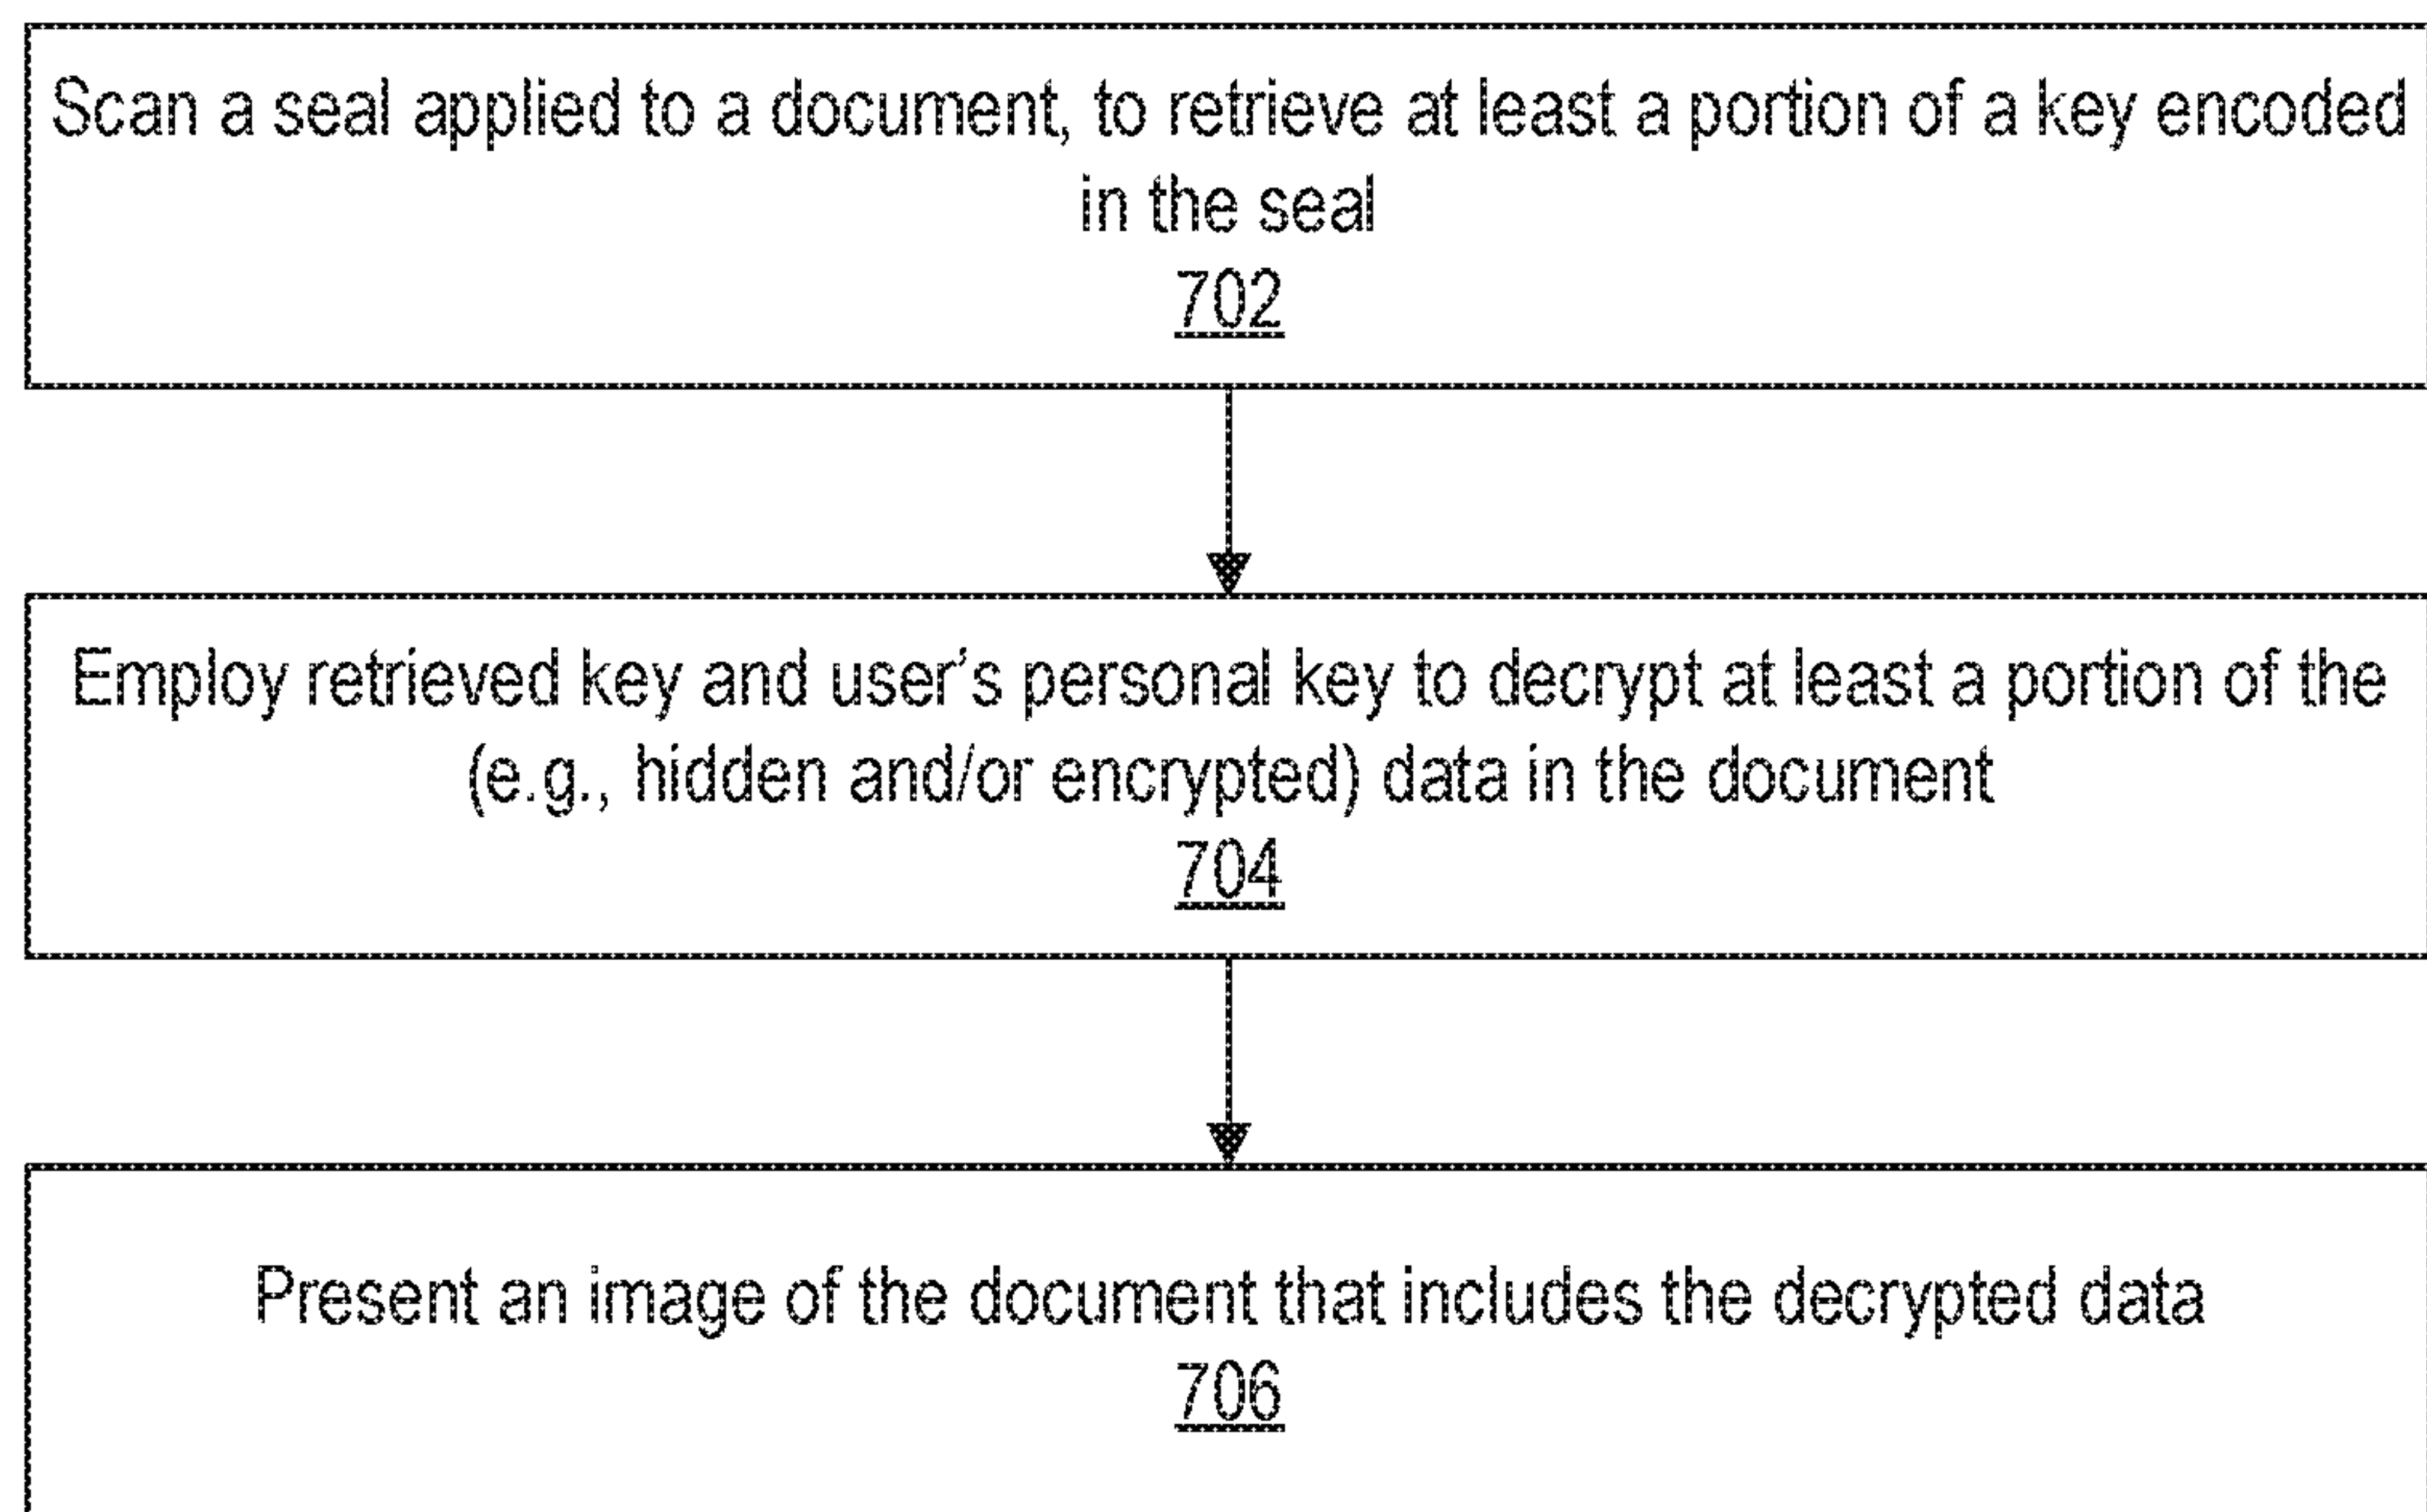 Scan a seal applied to a document, to retrieve at least a portion of a key encoded
in the seal
702
Employ retrieved key and user's personal key to decrypt at least a portion of the
(e.g., hidden and/or encrypted) data in the document
704
Present an image of the document that includes the decrypted data
706